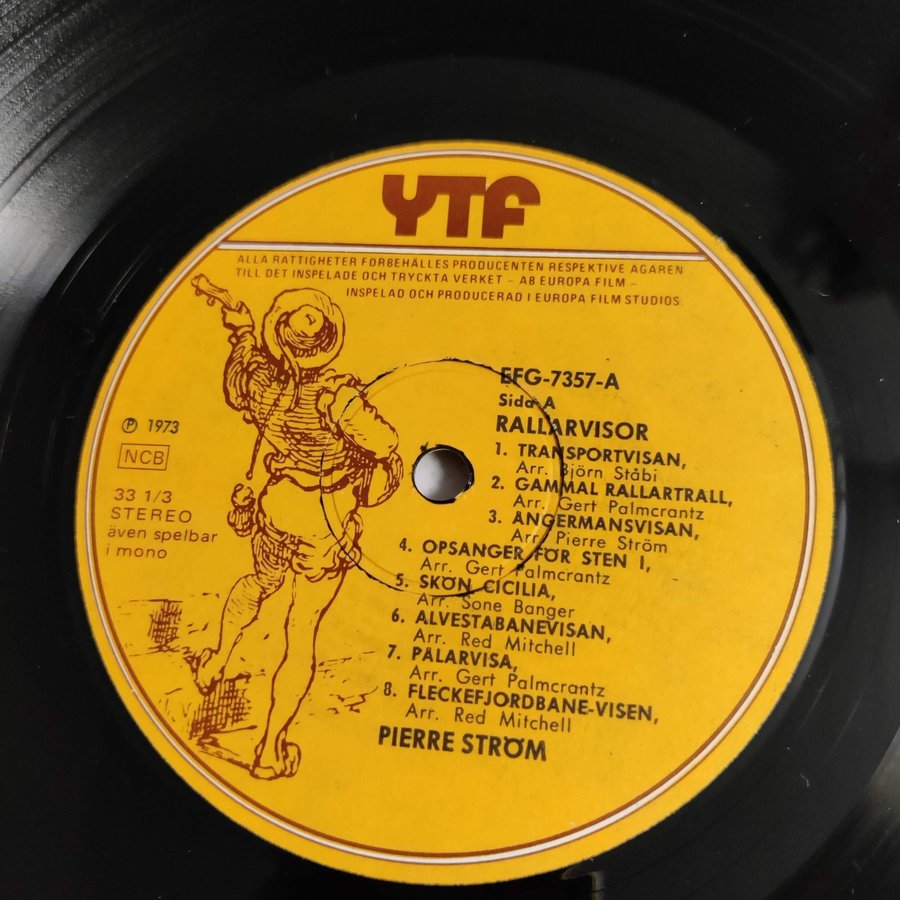 YTF
ALLA RÄTTIGHETER FÖRBEHÅLLES PRODUCENTEN RESPEKTIVE ÄGAREN
TILL DET INSPELADE OCH TRYCKTA VERKET – AB EUROPA FILM –
INSPELAD OCH PRODUCERAD I EUROPA FILM STUDIOS.
EFG-7357-A
Sida A
RALLARVISOR
1. TRANSPORTVISAN,
Arr. Björn Ståbi
2. GAMMAL RALLARTRALL,
Arr. Gert Palmcrantz
3. ÅNGERMANSVISAN,
Arr. Pierre Ström
4. OPSANGER FÖR STEN I,
Arr. Gert Palmcrantz
5. SKÖN CICILIA,
Arr. Sone Banger
6. ALVESTABANEVISAN,
Arr. Red Mitchell
7. PÅLARVISA,
Arr. Gert Palmcrantz
8. FLECKEFJORDBANE-VISEN,
Arr. Red Mitchell
PIERRE STRÖM
℗ 1973
NCB
33 1/3
STEREO
även spelbar
i mono